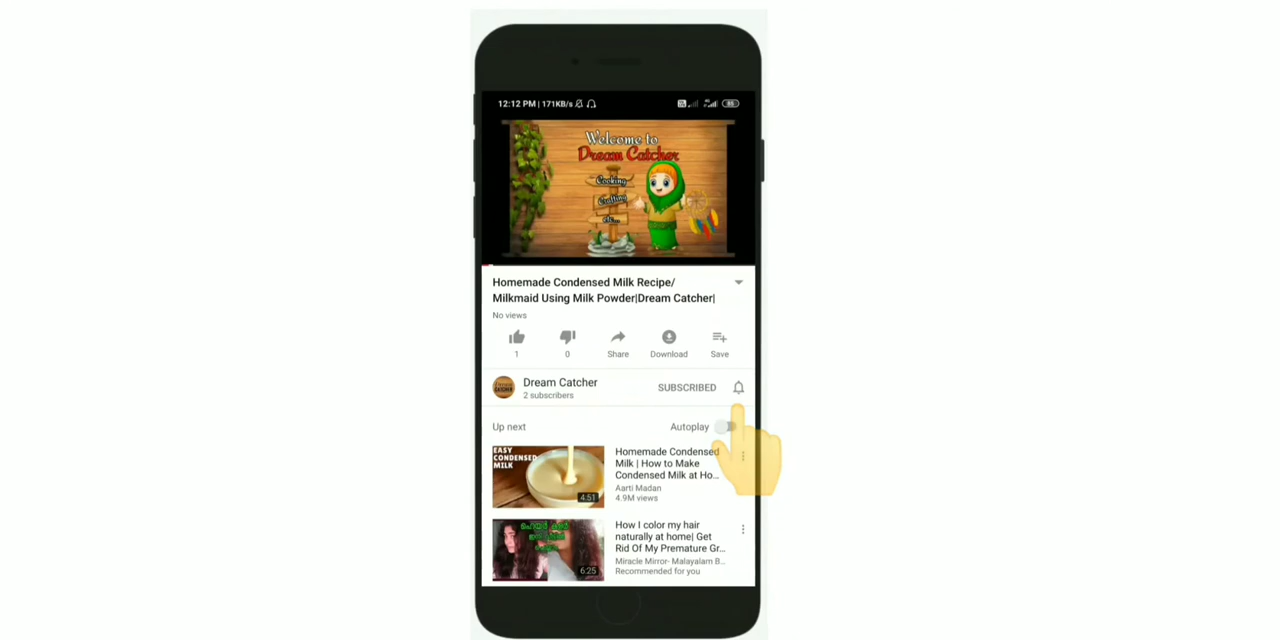 12:12 PM | 171KB/s
85
Welcome to
Dream Catcher
Cooking
Crafting
etc...
Homemade Condensed Milk Recipe/
Milkmaid Using Milk Powder|Dream Catcher|
No views
1
0
Share
Download
Save
Dream Catcher
2 subscribers
SUBSCRIBED
Up next
Autoplay
EASY
CONDENSED
MILK
4:51
Homemade Condensed
Milk | How to Make
Condensed Milk at Ho...
Aarti Madan
4.9M views
6:25
How I color my hair
naturally at home| Get
Rid Of My Premature Gr...
Miracle Mirror- Malayalam B...
Recommended for you